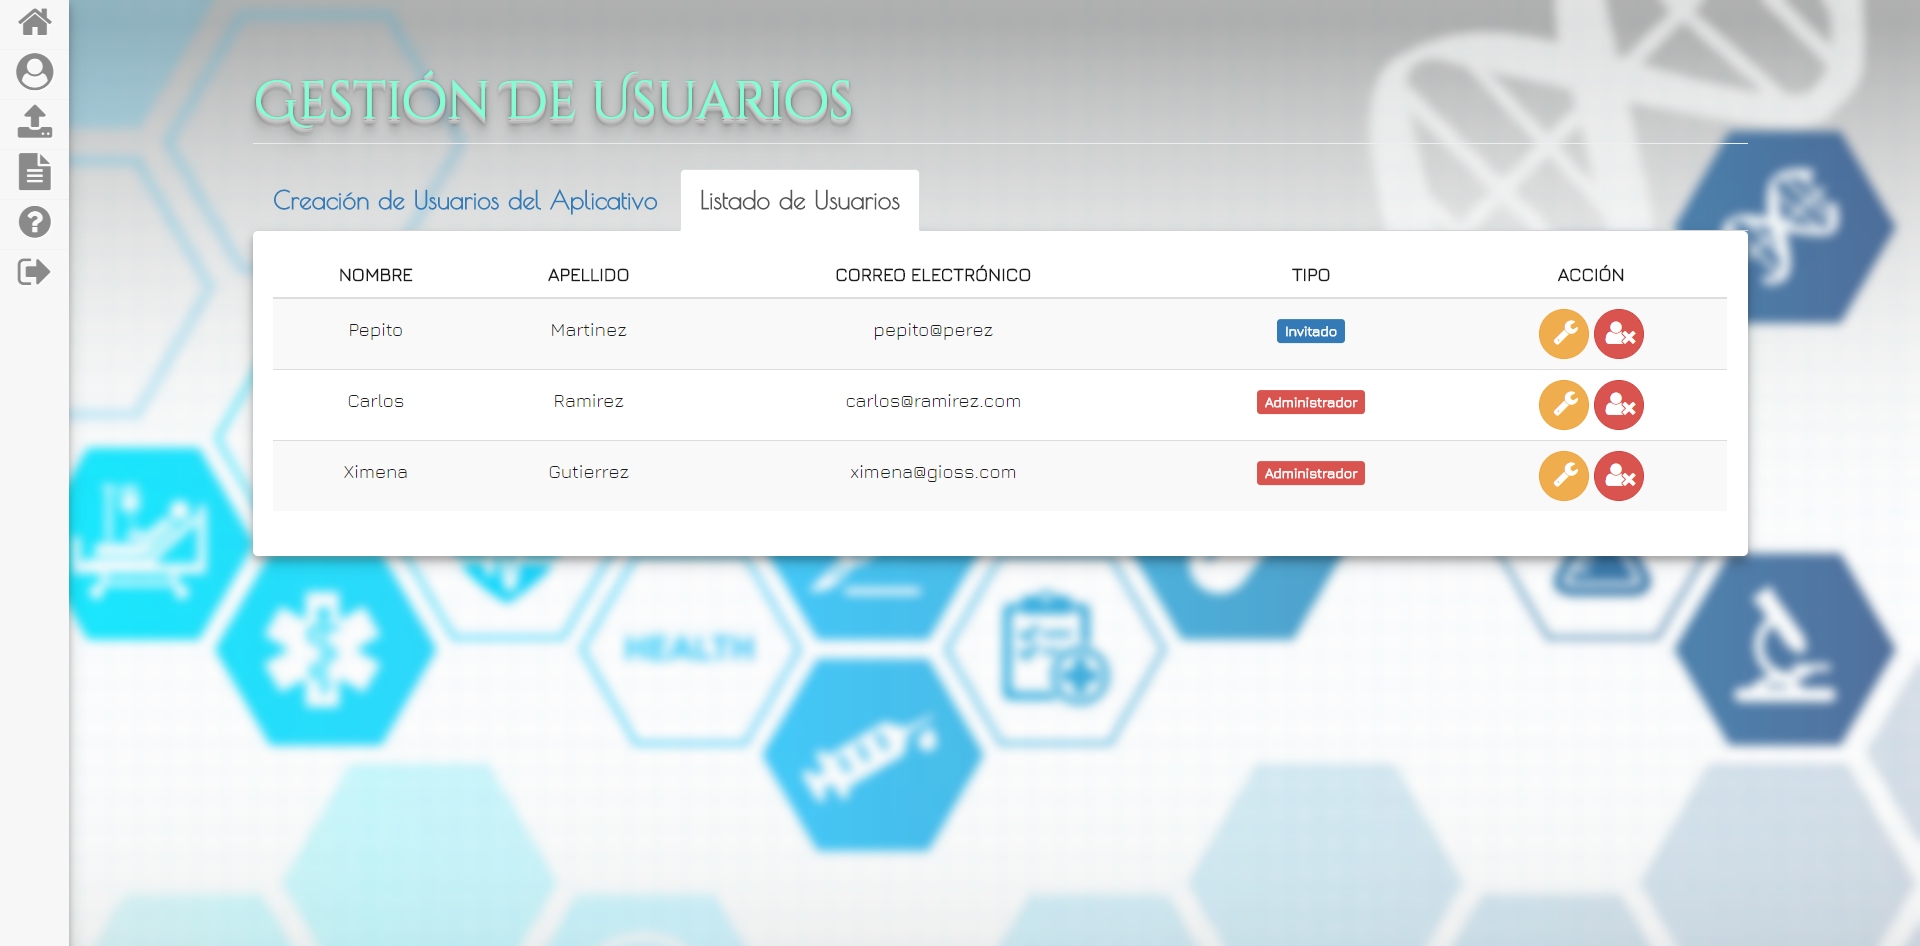 Gestión De Usuarios
Creación de Usuarios del Aplicativo Listado de Usuarios
NOMBRE APELLIDO CORREO ELECTRÓNICO TIPO ACCIÓN
Pepito Martinez pepito@perez Invitado
Carlos Ramirez carlos@ramirez.com Administrador
Ximena Gutierrez ximena@gioss.com Administrador
HEALTH